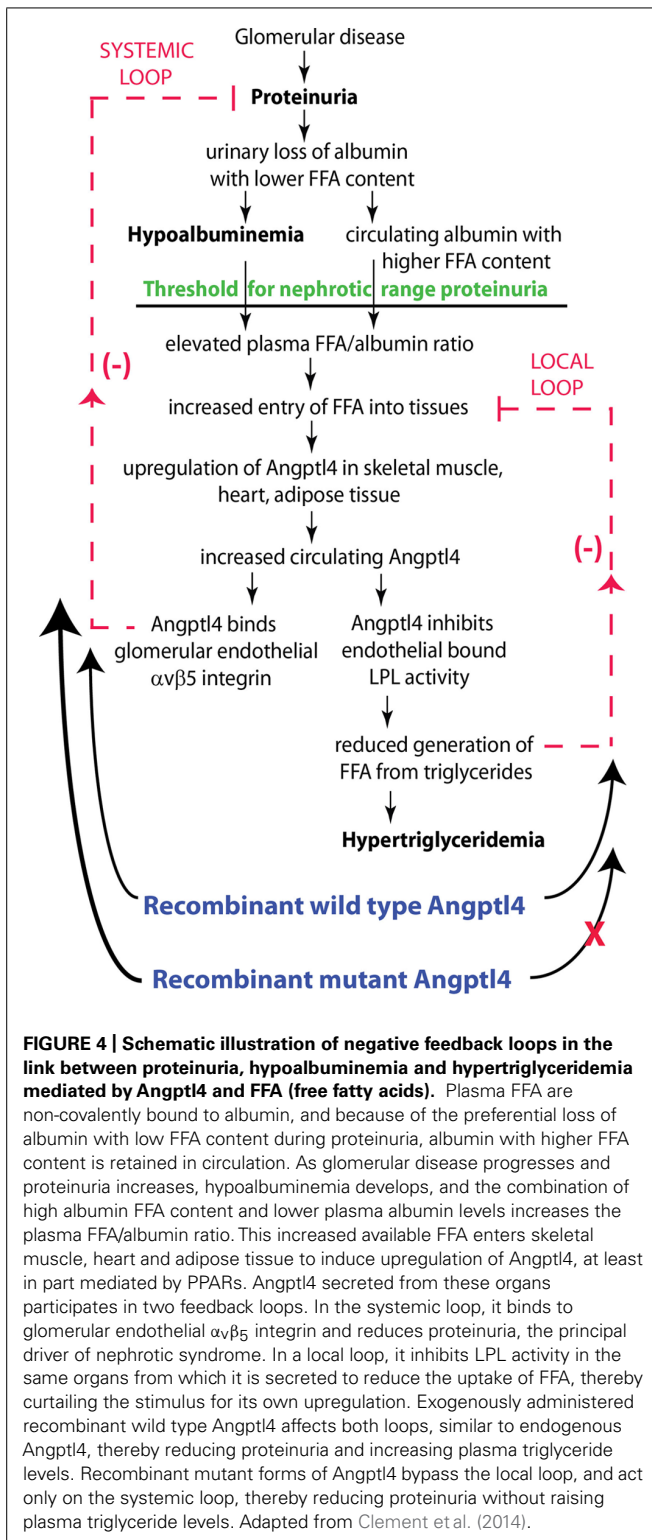 Glomerular disease
SYSTEMIC
LOOP
Proteinuria
urinary loss of albumin
with lower FFA content
Hypoalbuminemia
circulating albumin with
higher FFA content
Threshold for nephrotic range proteinuria
elevated plasma FFA/albumin ratio
(-)
LOCAL
LOOP
increased entry of FFA into tissues
upregulation of Angptl4 in skeletal muscle,
heart, adipose tissue
(-)
increased circulating Angptl4
Angptl4 binds
glomerular endothelial
αvβ5 integrin
Angptl4 inhibits
endothelial bound
LPL activity
reduced generation of
FFA from triglycerides
Hypertriglyceridemia
Recombinant wild type Angptl4
X
Recombinant mutant Angptl4
FIGURE 4 | Schematic illustration of negative feedback loops in the
link between proteinuria, hypoalbuminemia and hypertriglyceridemia
mediated by Angptl4 and FFA (free fatty acids). Plasma FFA are
non-covalently bound to albumin, and because of the preferential loss of
albumin with low FFA content during proteinuria, albumin with higher FFA
content is retained in circulation. As glomerular disease progresses and
proteinuria increases, hypoalbuminemia develops, and the combination of
high albumin FFA content and lower plasma albumin levels increases the
plasma FFA/albumin ratio. This increased available FFA enters skeletal
muscle, heart and adipose tissue to induce upregulation of Angptl4, at least
in part mediated by PPARs. Angptl4 secreted from these organs
participates in two feedback loops. In the systemic loop, it binds to
glomerular endothelial αvβ5 integrin and reduces proteinuria, the principal
driver of nephrotic syndrome. In a local loop, it inhibits LPL activity in the
same organs from which it is secreted to reduce the uptake of FFA, thereby
curtailing the stimulus for its own upregulation. Exogenously administered
recombinant wild type Angptl4 affects both loops, similar to endogenous
Angptl4, thereby reducing proteinuria and increasing plasma triglyceride
levels. Recombinant mutant forms of Angptl4 bypass the local loop, and act
only on the systemic loop, thereby reducing proteinuria without raising
plasma triglyceride levels. Adapted from Clement et al. (2014).